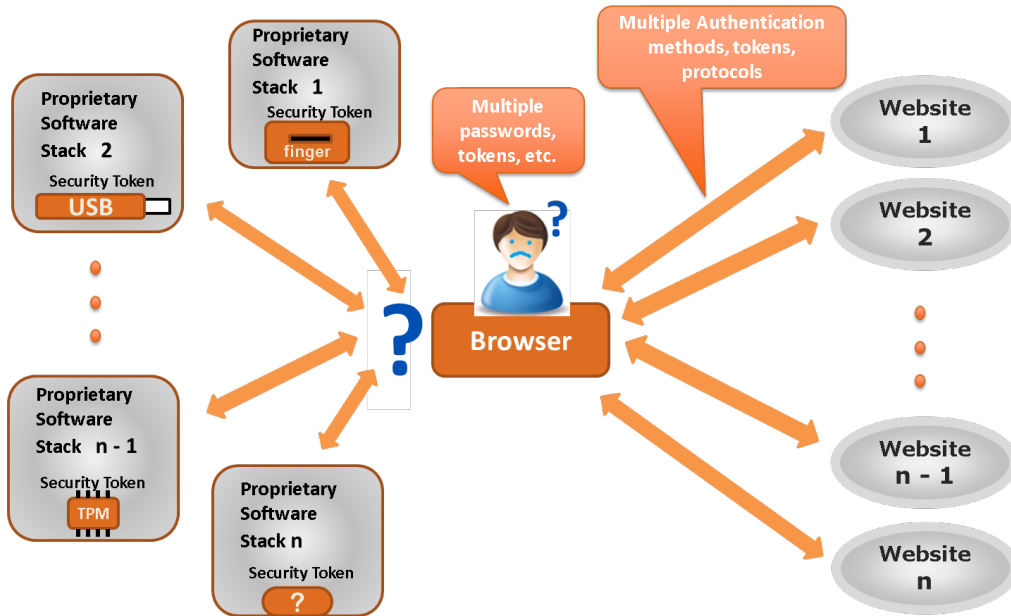 Proprietary
Software
Stack 1
Security Token
finger
Proprietary
Software
Stack 2
Security Token
USB
Proprietary
Software
Stack n - 1
Security Token
TPM
Proprietary
Software
Stack n
Security Token
?
?
Multiple
passwords,
tokens, etc.
?
Browser
Multiple Authentication
methods, tokens,
protocols
Website
1
Website
2
Website
n - 1
Website
n